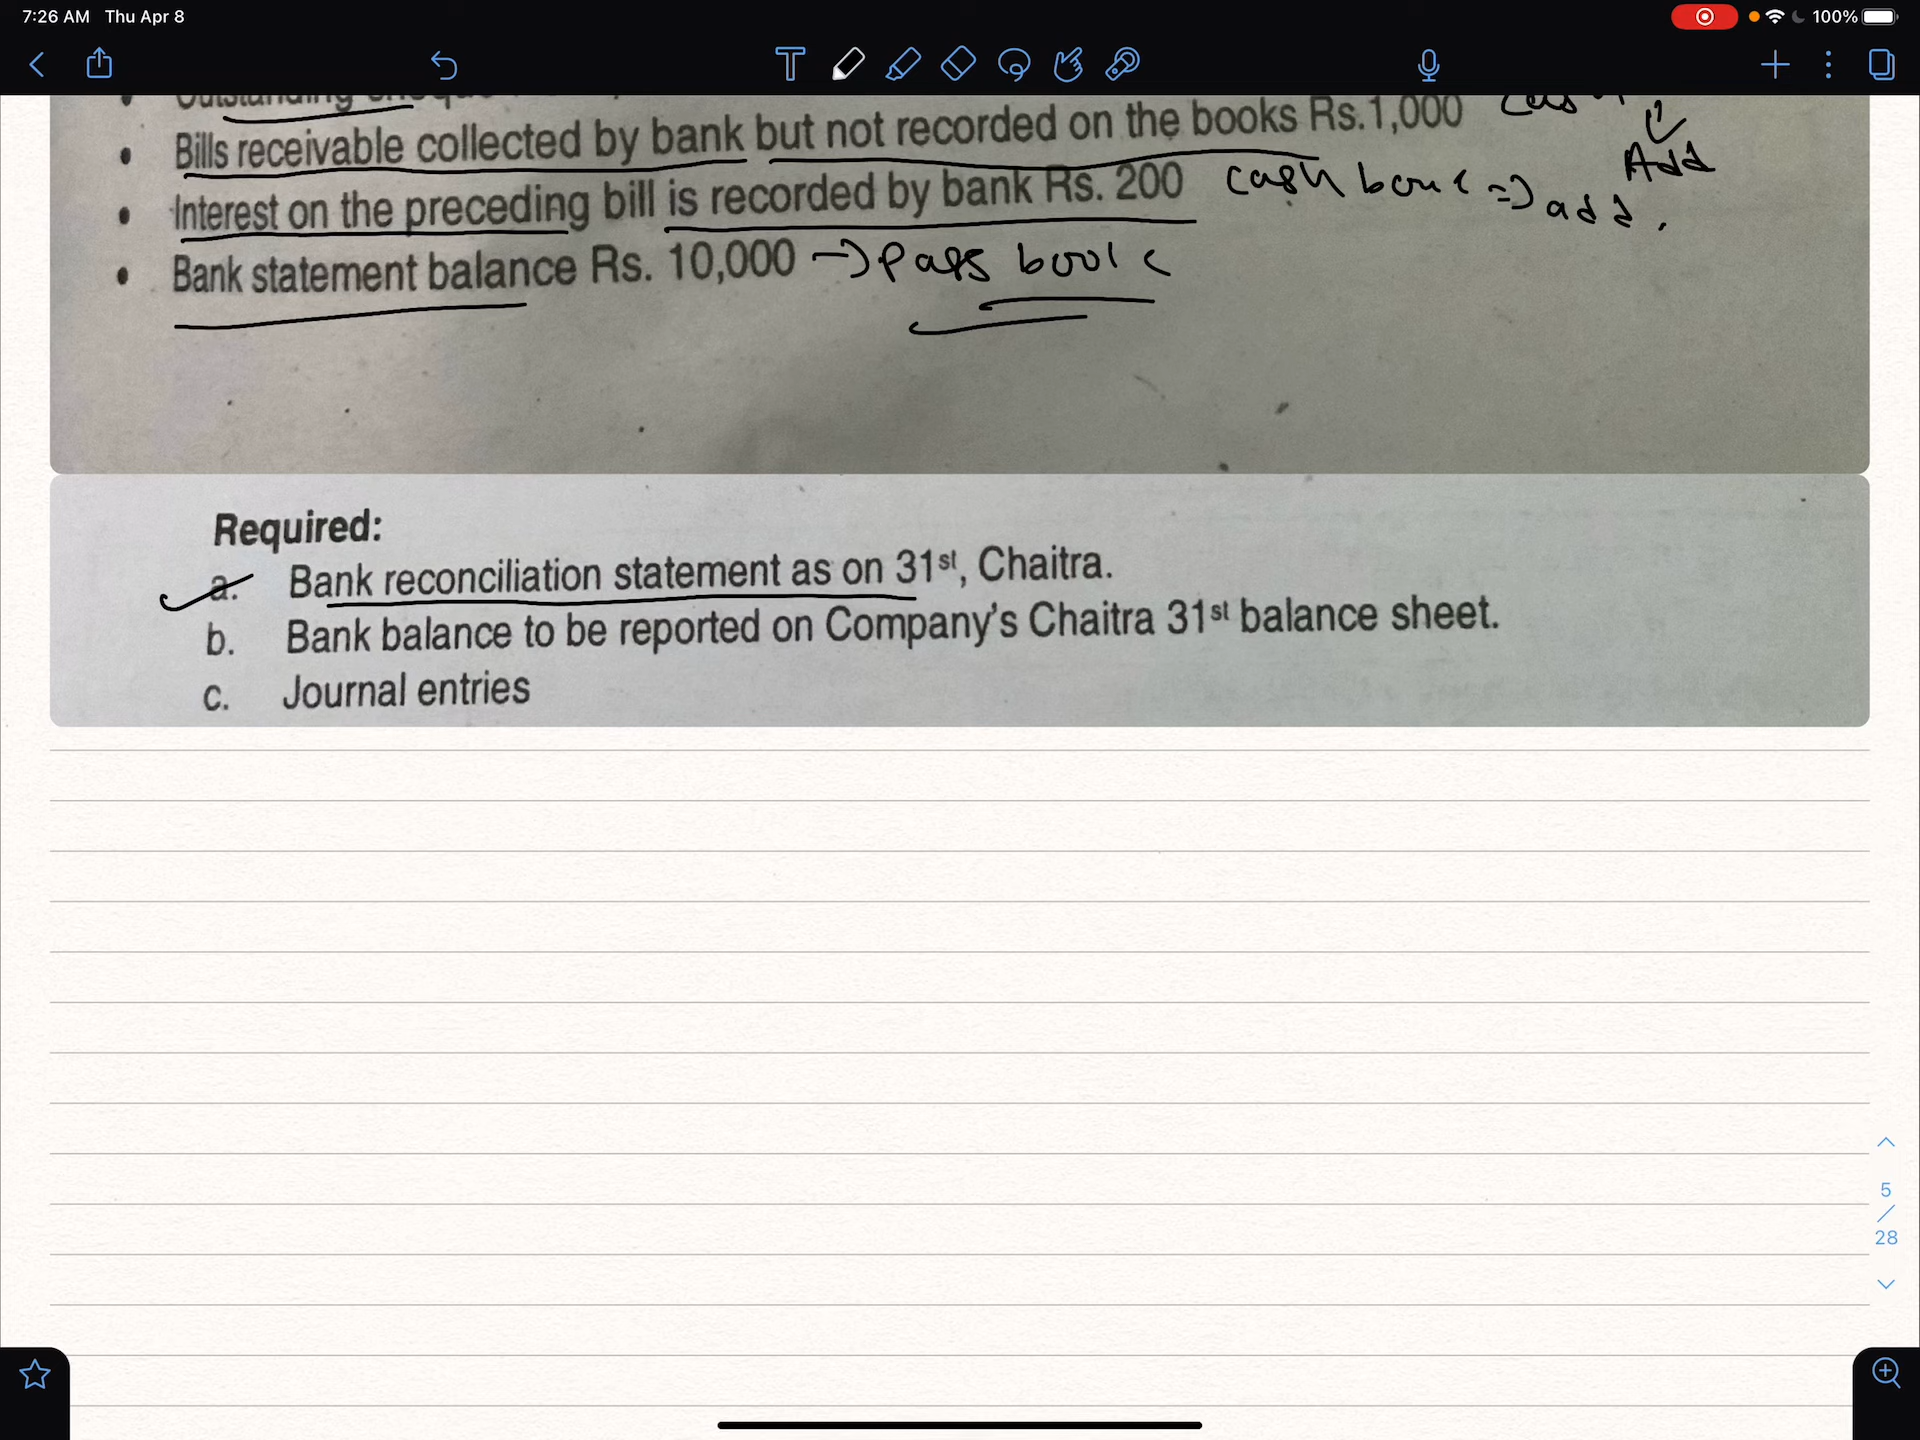 7:26 AM Thu Apr 8 100%
Outstanding
• Bills receivable collected by bank but not recorded on the books Rs.1,000
Add
• Interest on the preceding bill is recorded by bank Rs. 200 cash book => add.
• Bank statement balance Rs. 10,000 -> Pass book
Required:
a. Bank reconciliation statement as on 31st, Chaitra.
b. Bank balance to be reported on Company's Chaitra 31st balance sheet.
c. Journal entries
5
/
28